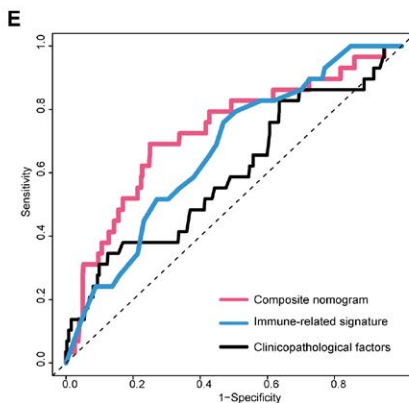 E
1.0
0.8
0.6
0.4
0.2
0.0
Sensitivity
Composite nomogram
Immune-related signature
Clinicopathological factors
0.0 0.2 0.4 0.6 0.8
1-Specificity